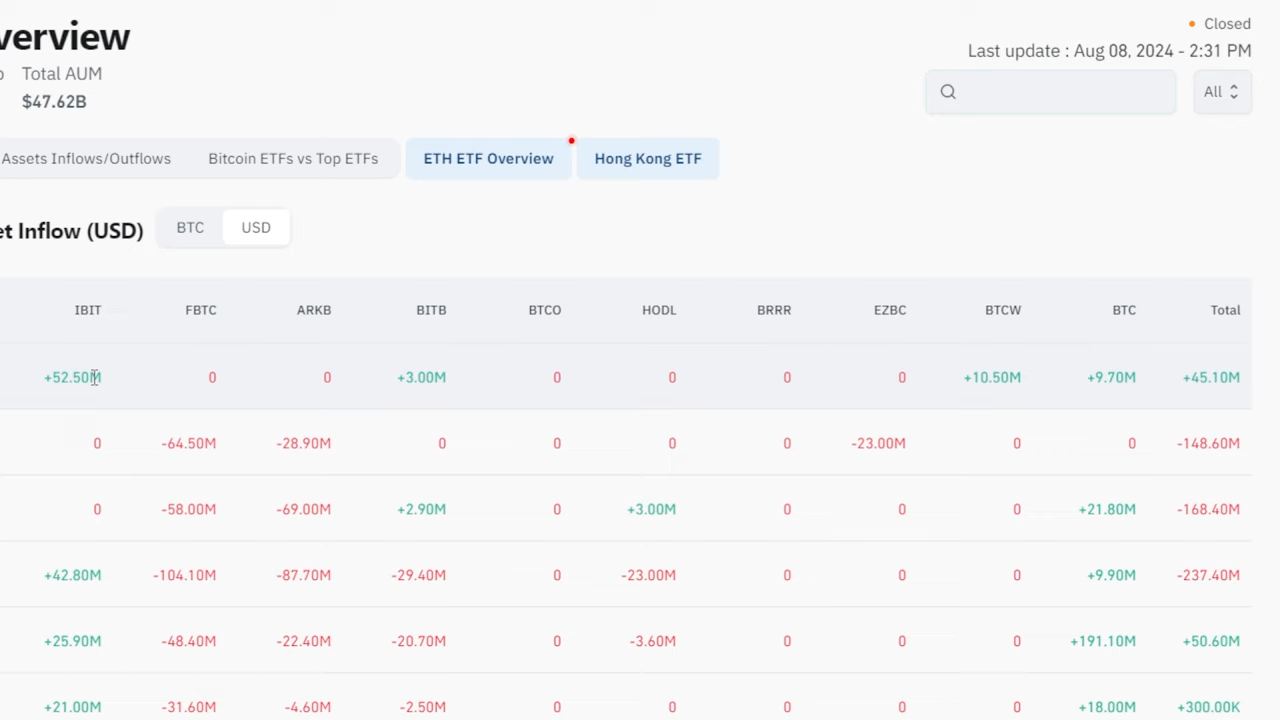 verview
Closed
Last update : Aug 08, 2024 - 2:31 PM
Total AUM
$47.62B
All
Assets Inflows/Outflows Bitcoin ETFs vs Top ETFs ETH ETF Overview Hong Kong ETF
et Inflow (USD) BTC USD
IBIT FBTC ARKB BITB BTCO HODL BRRR EZBC BTCW BTC Total
+52.50M 0 0 +3.00M 0 0 0 0 +10.50M +9.70M +45.10M
0 -64.50M -28.90M 0 0 0 0 -23.00M 0 0 -148.60M
0 -58.00M -69.00M +2.90M 0 +3.00M 0 0 0 +21.80M -168.40M
+42.80M -104.10M -87.70M -29.40M 0 -23.00M 0 0 0 +9.90M -237.40M
+25.90M -48.40M -22.40M -20.70M 0 -3.60M 0 0 0 +191.10M +50.60M
+21.00M -31.60M -4.60M -2.50M 0 0 0 0 0 +18.00M +300.00K